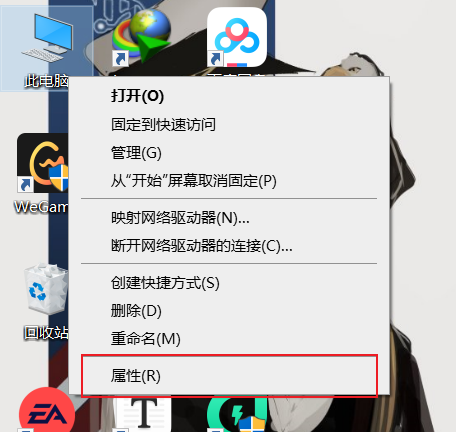 此电脑
打开(O)
固定到快速访问
管理(G)
从“开始”屏幕取消固定(P)
映射网络驱动器(N)...
断开网络驱动器的连接(C)...
创建快捷方式(S)
删除(D)
重命名(M)
属性(R)
WeGam
回收站
EA
T